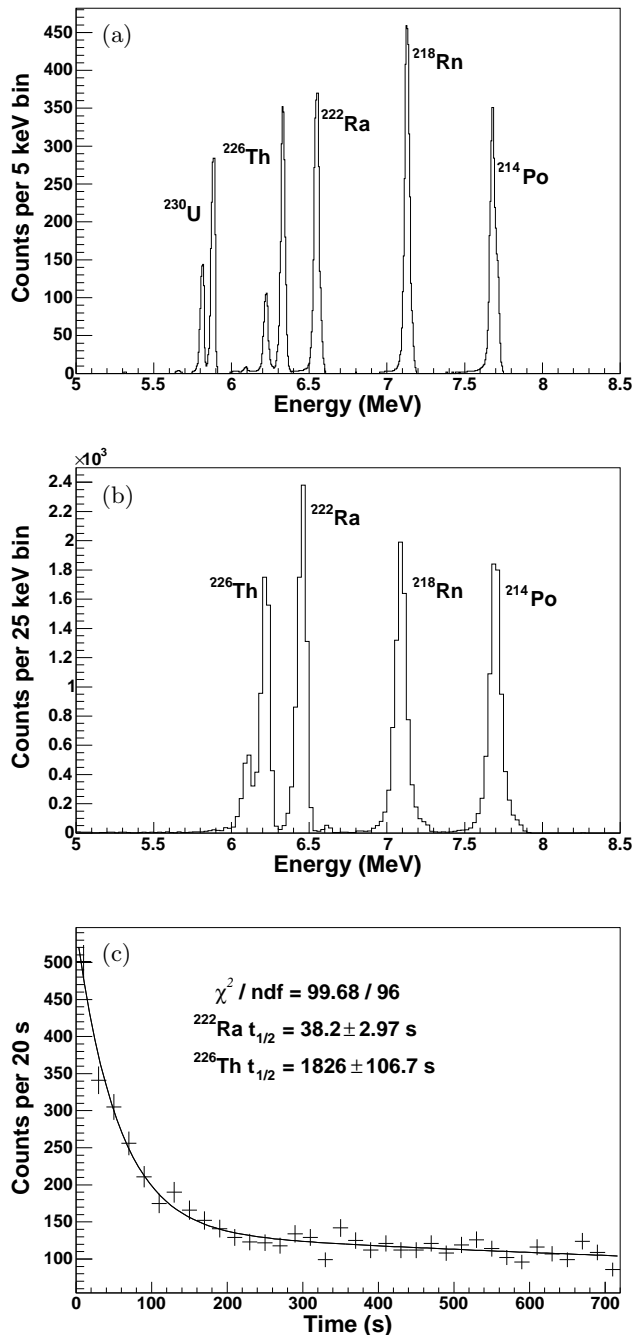 (a)
²¹⁸Rn
²²²Ra
²²⁶Th
²¹⁴Po
²³⁰U
Counts per 5 keV bin
450
400
350
300
250
200
150
100
50
0
5 5.5 6 6.5 7 7.5 8 8.5
Energy (MeV)
×10³
(b)
²²²Ra
²²⁶Th
²¹⁸Rn
²¹⁴Po
Counts per 25 keV bin
2.4
2.2
2
1.8
1.6
1.4
1.2
1
0.8
0.6
0.4
0.2
0
5 5.5 6 6.5 7 7.5 8 8.5
Energy (MeV)
(c)
χ² / ndf = 99.68 / 96
²²²Ra t₁/₂ = 38.2 ± 2.97 s
²²⁶Th t₁/₂ = 1826 ± 106.7 s
Counts per 20 s
500
450
400
350
300
250
200
150
100
0 100 200 300 400 500 600 700
Time (s)